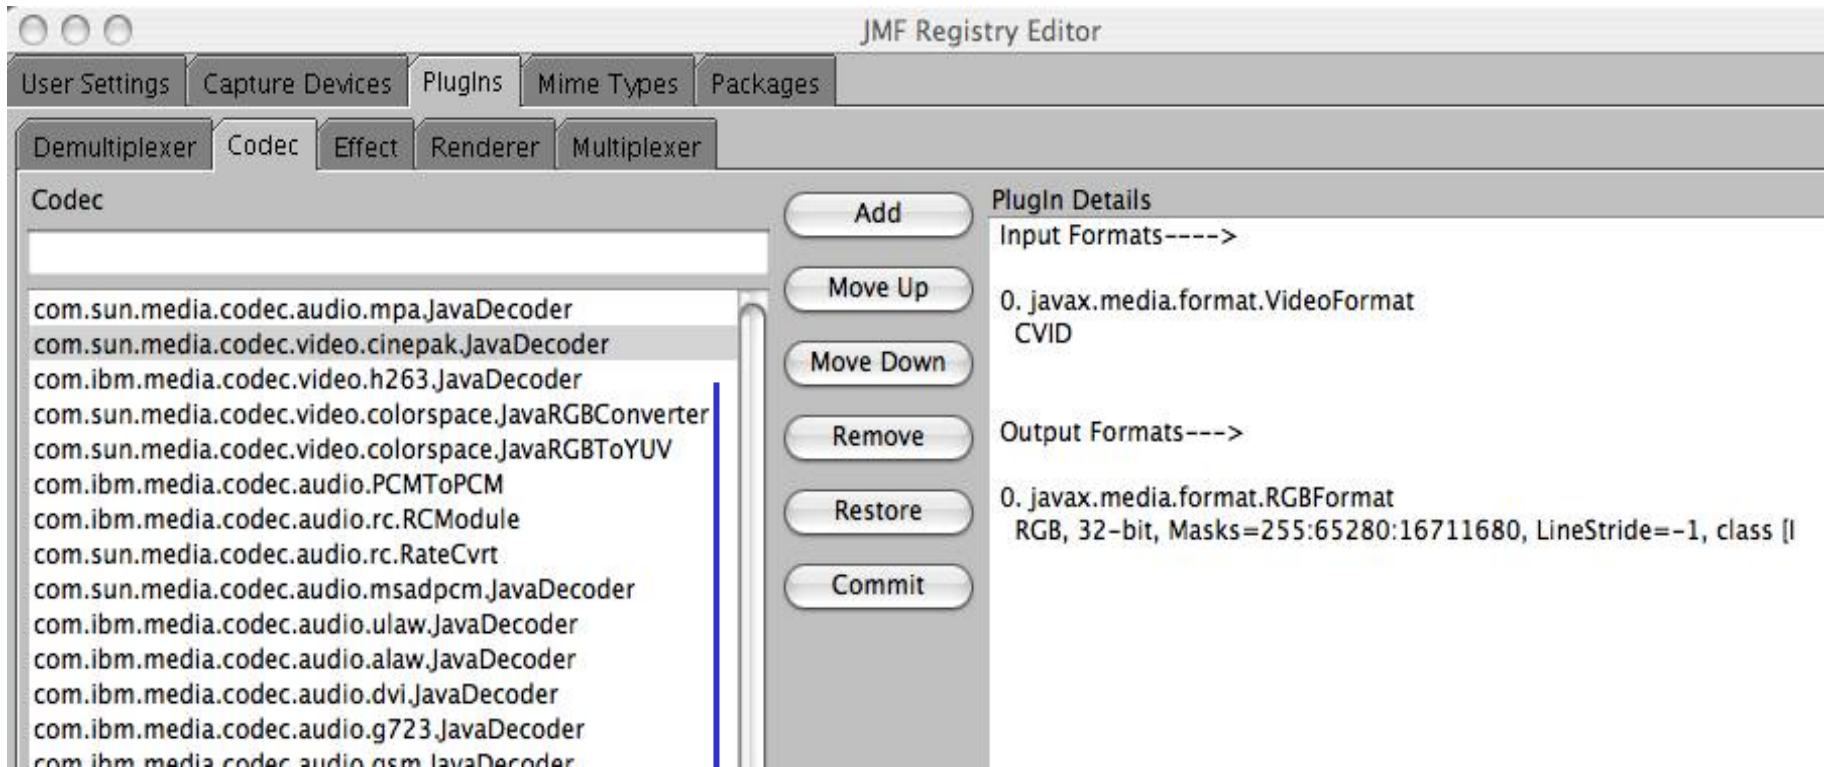 JMF Registry Editor
User Settings Capture Devices PlugIns Mime Types Packages
Demultiplexer Codec Effect Renderer Multiplexer
Codec
com.sun.media.codec.audio.mpa.JavaDecoder
com.sun.media.codec.video.cinepak.JavaDecoder
com.ibm.media.codec.video.h263.JavaDecoder
com.sun.media.codec.video.colorspace.JavaRGBConverter
com.sun.media.codec.video.colorspace.JavaRGBToYUV
com.ibm.media.codec.audio.PCMToPCM
com.ibm.media.codec.audio.rc.RCModule
com.sun.media.codec.audio.rc.RateCvrt
com.sun.media.codec.audio.msadpcm.JavaDecoder
com.ibm.media.codec.audio.ulaw.JavaDecoder
com.ibm.media.codec.audio.alaw.JavaDecoder
com.ibm.media.codec.audio.dvi.JavaDecoder
com.ibm.media.codec.audio.g723.JavaDecoder
com.ibm.media.codec.audio.gsm.JavaDecoder
Add
Move Up
Move Down
Remove
Restore
Commit
PlugIn Details
Input Formats---->
0. javax.media.format.VideoFormat
CVID
Output Formats--->
0. javax.media.format.RGBFormat
RGB, 32-bit, Masks=255:65280:16711680, LineStride=-1, class [I